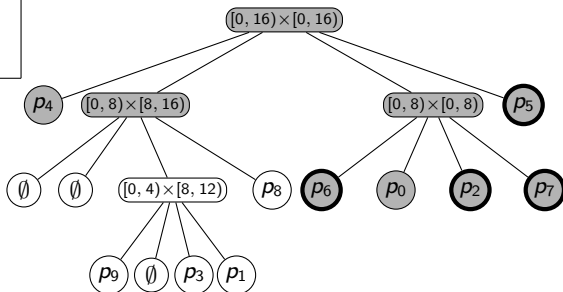 [0, 16)×[0, 16)
p4 [0, 8)×[8, 16) [0, 8)×[0, 8) p5
∅ ∅ [0, 4)×[8, 12) p8 p6 p0 p2 p7
p9 ∅ p3 p1